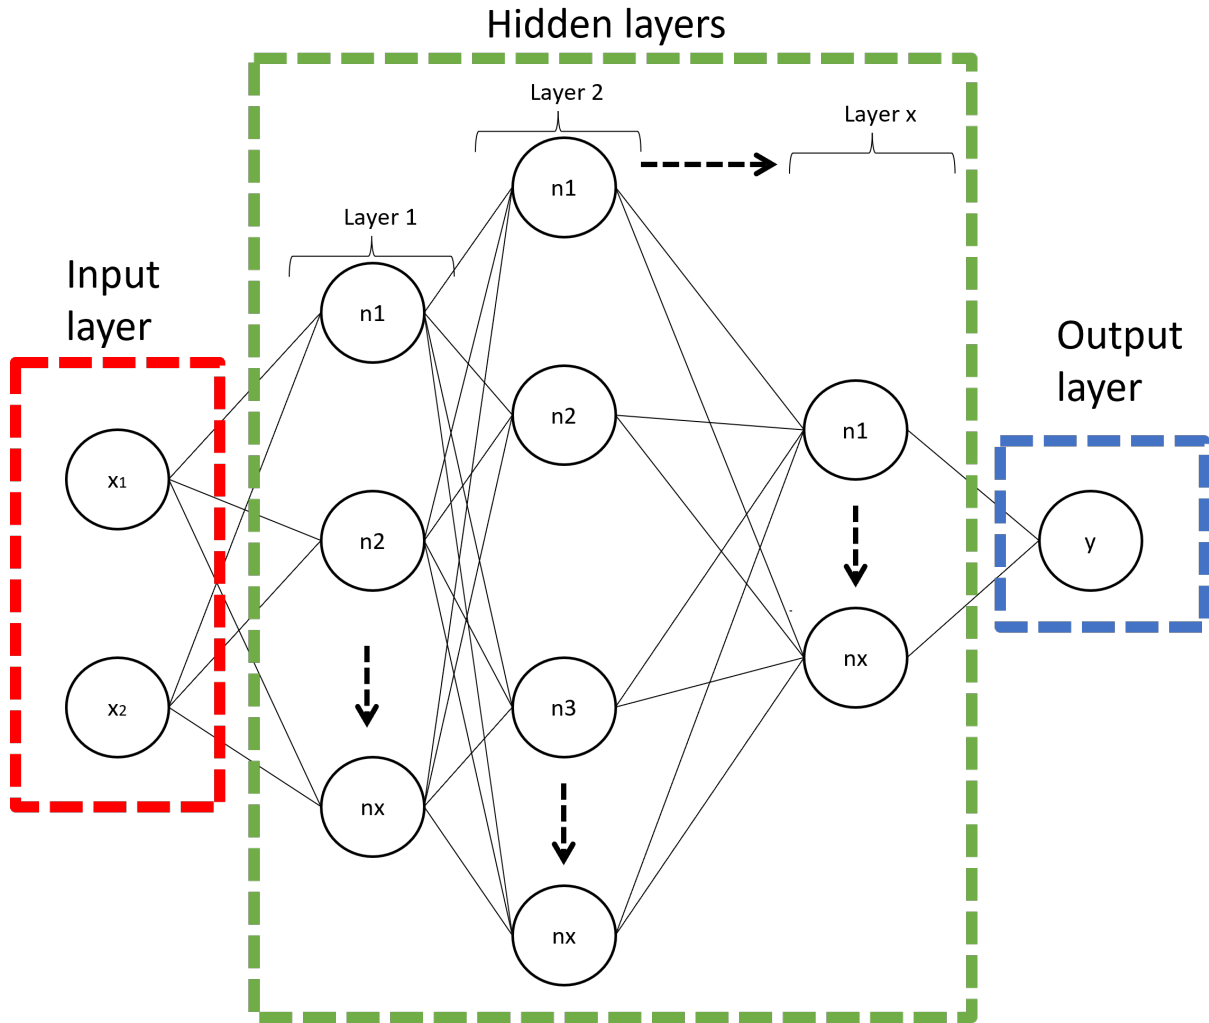 Hidden layers
Layer 2
Layer x
n1
Layer 1
Input
layer
n1
Output
layer
n2
n1
x1
n2
y
nx
x2
n3
nx
nx